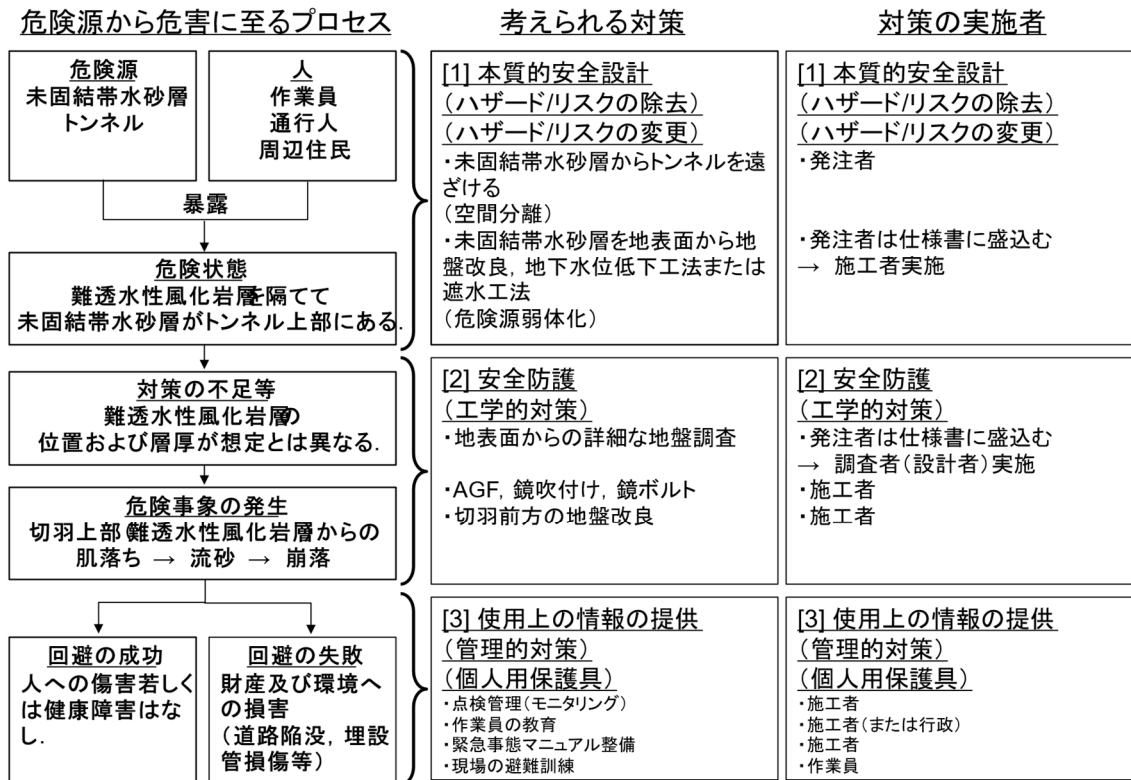 危険源から危害に至るプロセス
危険源
未固結帯水砂層
トンネル
人
作業員
通行人
周辺住民
暴露
危険状態
難透水性風化岩層を隔てて
未固結帯水砂層がトンネル上部にある.
対策の不足等
難透水性風化岩層の
位置および層厚が想定とは異なる.
危険事象の発生
切羽上部(難透水性風化岩層)からの
肌落ち → 流砂 → 崩落
回避の成功
人への傷害若しく
は健康障害はな
し.
回避の失敗
財産及び環境へ
の損害
(道路陥没, 埋設
管損傷等)
考えられる対策
[1] 本質的安全設計
(ハザード/リスクの除去)
(ハザード/リスクの変更)
・未固結帯水砂層からトンネルを遠
ざける
(空間分離)
・未固結帯水砂層を地表面から地
盤改良, 地下水位低下工法または
遮水工法
(危険源弱体化)
[2] 安全防護
(工学的対策)
・地表面からの詳細な地盤調査
・AGF, 鏡吹付け, 鏡ボルト
・切羽前方の地盤改良
[3] 使用上の情報の提供
(管理的対策)
(個人用保護具)
・点検管理(モニタリング)
・作業員の教育
・緊急事態マニュアル整備
・現場の避難訓練
対策の実施者
[1] 本質的安全設計
(ハザード/リスクの除去)
(ハザード/リスクの変更)
・発注者
・発注者は仕様書に盛込む
→ 施工者実施
[2] 安全防護
(工学的対策)
・発注者は仕様書に盛込む
→ 調査者(設計者)実施
・施工者
・施工者
[3] 使用上の情報の提供
(管理的対策)
(個人用保護具)
・施工者
・施工者(または行政)
・施工者
・作業員